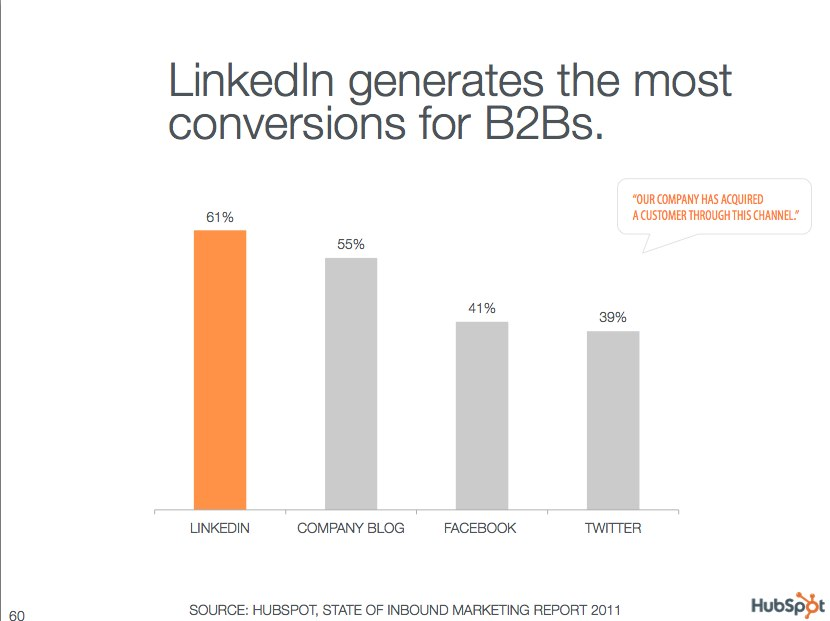 LinkedIn generates the most
conversions for B2Bs.
"OUR COMPANY HAS ACQUIRED
A CUSTOMER THROUGH THIS CHANNEL."
61%
55%
41%
39%
LINKEDIN
COMPANY BLOG
FACEBOOK
TWITTER
SOURCE: HUBSPOT, STATE OF INBOUND MARKETING REPORT 2011
HubSpot
60